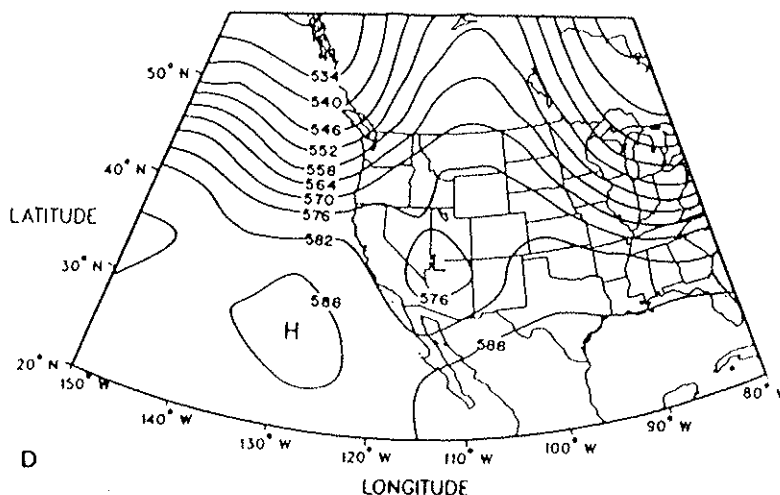 50° N
534
540
546
552
558
564
570
576
40° N
LATITUDE
582
30° N
L
576
586
H
588
20° N
150° W
140° W
130° W
120° W
110° W
100° W
90° W
80° W
D
LONGITUDE